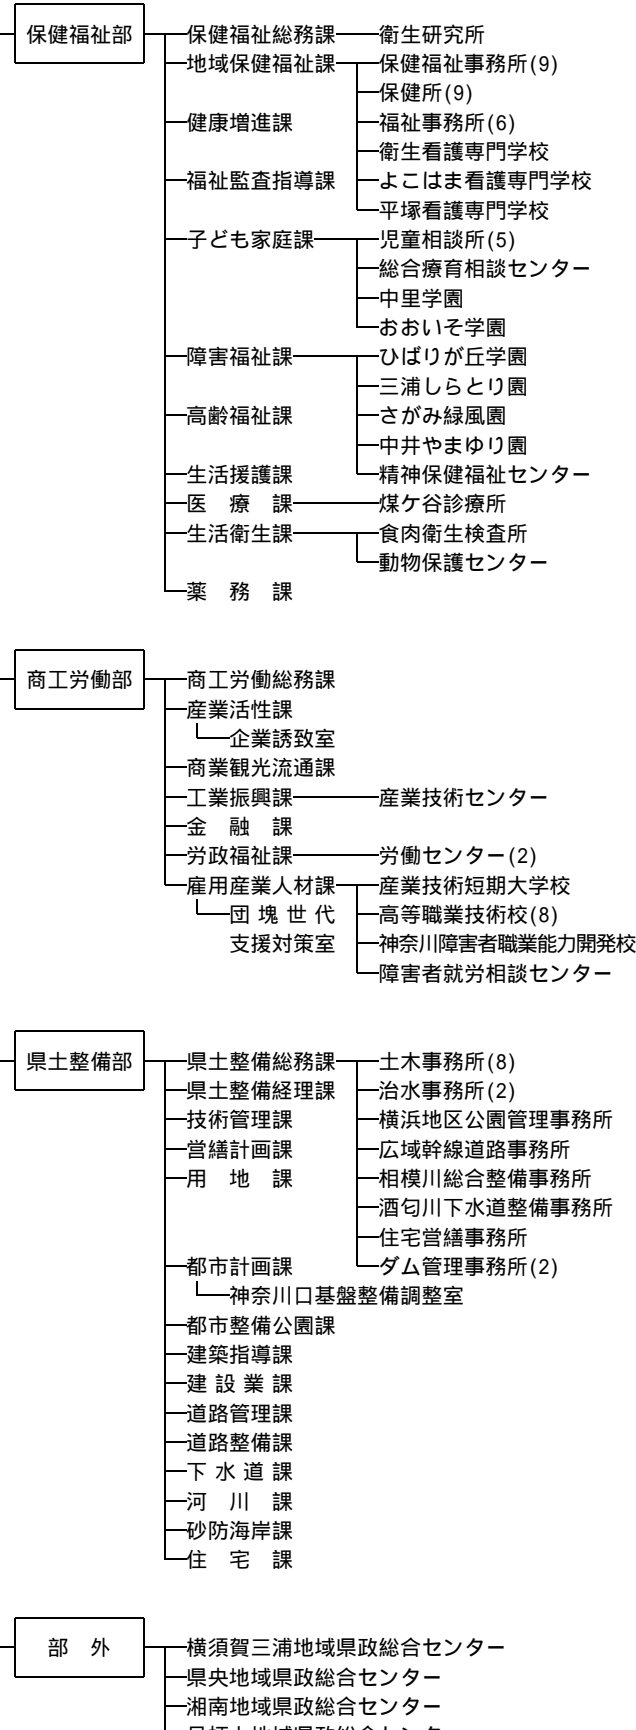 保健福祉部 保健福祉総務課 衛生研究所
地域保健福祉課 保健福祉事務所(9)
保健所(9)
健康増進課 福祉事務所(6)
衛生看護専門学校
福祉監査指導課 よこはま看護専門学校
平塚看護専門学校
子ども家庭課 児童相談所(5)
総合療育相談センター
中里学園
おおいそ学園
障害福祉課 ひばりが丘学園
三浦しらとり園
高齢福祉課 さがみ緑風園
中井やまゆり園
生活援護課 精神保健福祉センター
医療課 煤ケ谷診療所
生活衛生課 食肉衛生検査所
動物保護センター
薬務課
商工労働部 商工労働総務課
産業活性課
企業誘致室
商業観光流通課
工業振興課 産業技術センター
金融課
労政福祉課 労働センター(2)
雇用産業人材課 産業技術短期大学校
団塊世代 高等職業技術校(8)
支援対策室 神奈川障害者職業能力開発校
障害者就労相談センター
県土整備部 県土整備総務課 土木事務所(8)
県土整備経理課 治水事務所(2)
技術管理課 横浜地区公園管理事務所
営繕計画課 広域幹線道路事務所
用地課 相模川総合整備事務所
酒匂川下水道整備事務所
住宅営繕事務所
都市計画課 ダム管理事務所(2)
神奈川口基盤整備調整室
都市整備公園課
建築指導課
建設業課
道路管理課
道路整備課
下水道課
河川課
砂防海岸課
住宅課
部外 横須賀三浦地域県政総合センター
県央地域県政総合センター
湘南地域県政総合センター